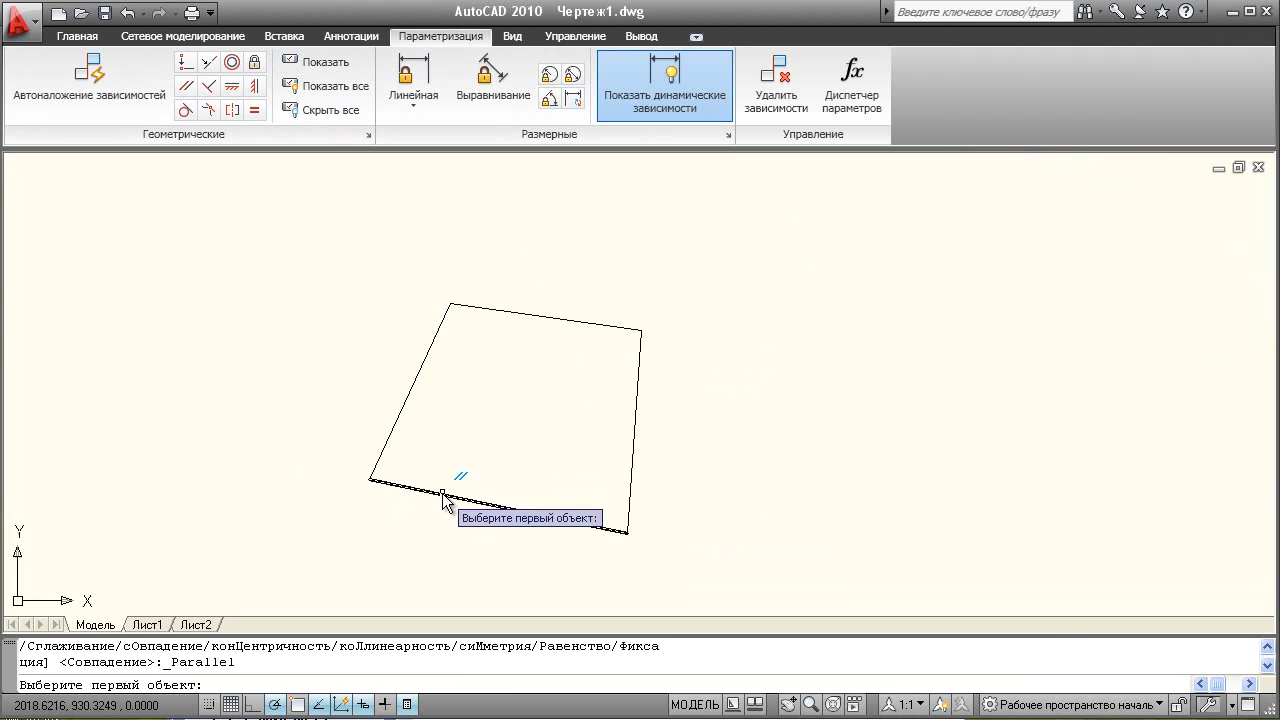 AutoCAD 2010 Чертеж1.dwg
Введите ключевое слово/фразу
Главная Сетевое моделирование Вставка Аннотации Параметризация Вид Управление Вывод
Автоналожение зависимостей
Показать
Показать все
Скрыть все
Линейная
Выравнивание
Показать динамические
зависимости
Удалить
зависимости
fx
Диспетчер
параметров
Геометрические
Размерные
Управление
Выберите первый объект:
Y
X
Модель Лист1 Лист2
/Сглаживание/сОвпадение/конЦентричность/коЛлинеарность/сиМметрия/Равенство/Фикса
ция] <Совпадение>:_Parallel
Выберите первый объект:
2018.6216, 930.3249, 0.0000
МОДЕЛЬ
1:1
Рабочее пространство начальн